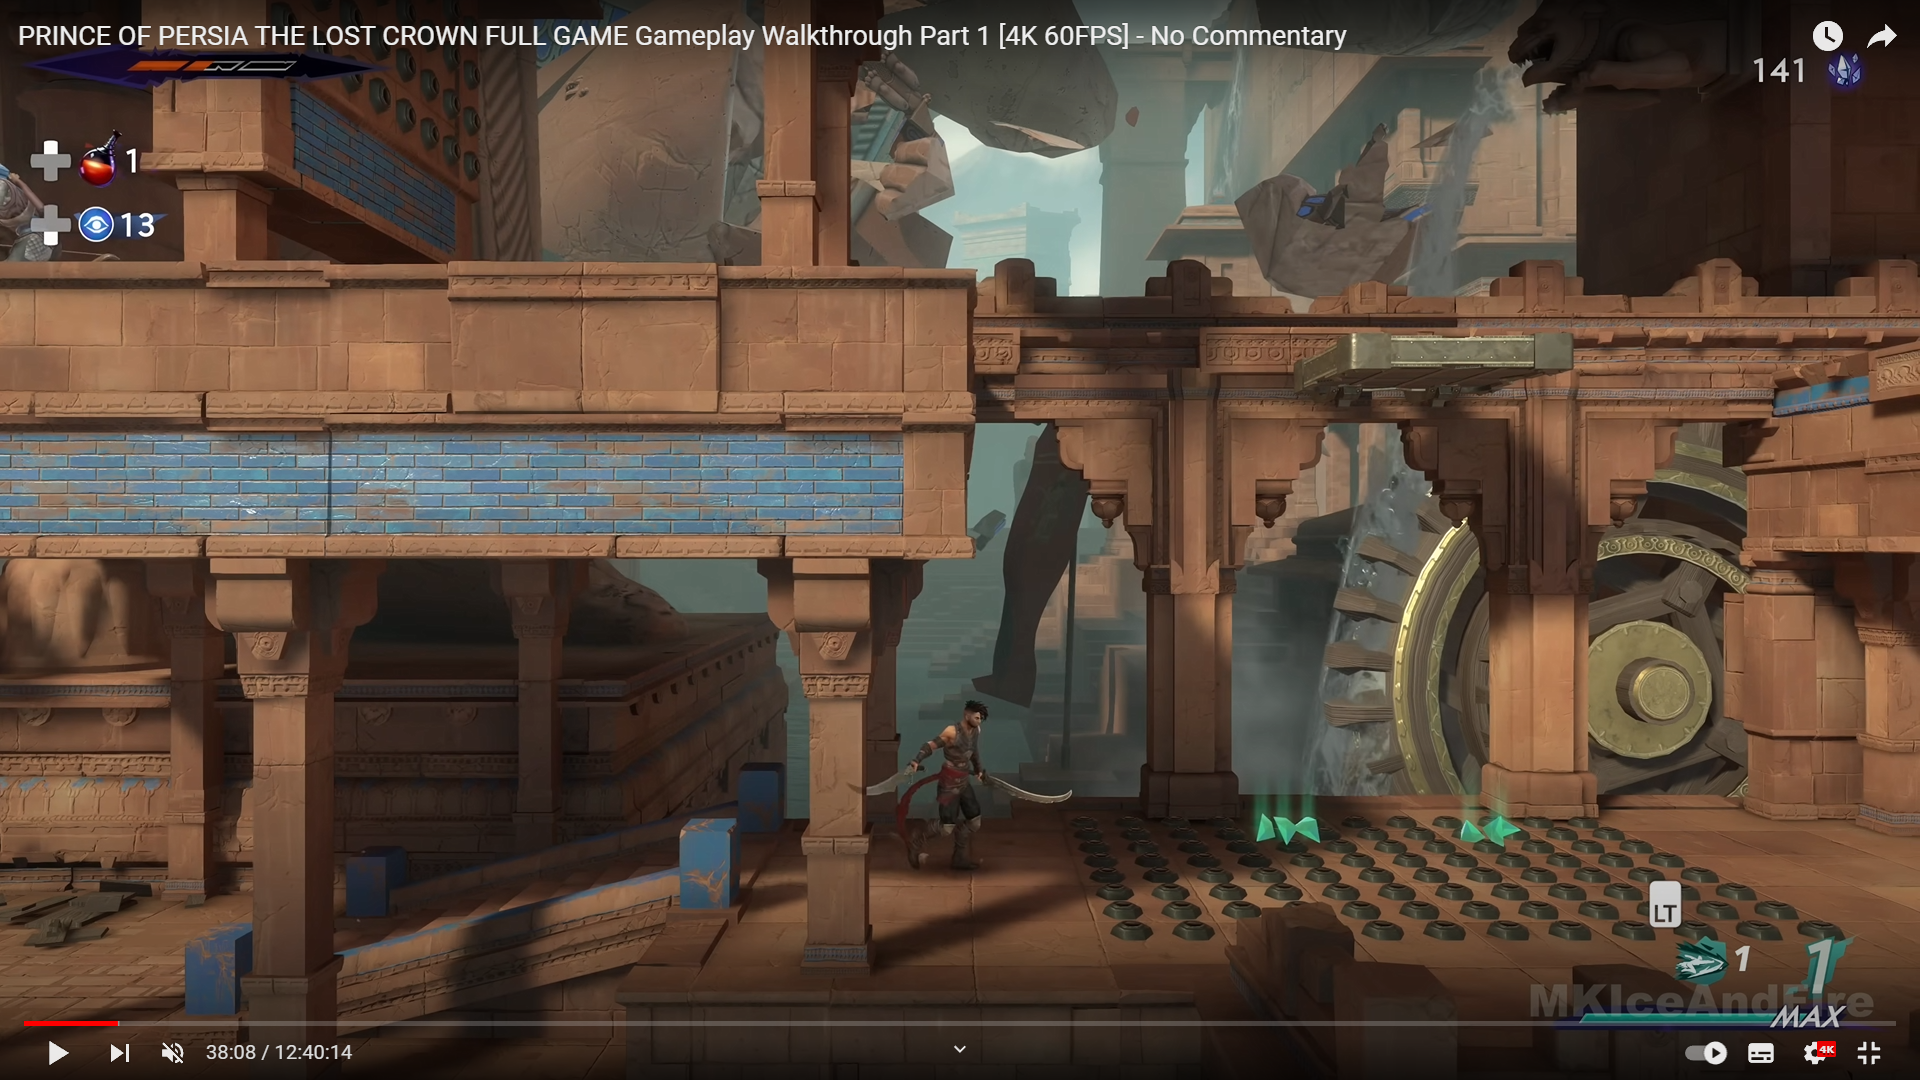 PRINCE OF PERSIA THE LOST CROWN FULL GAME Gameplay Walkthrough Part 1 [4K 60FPS] - No Commentary
141
1
13
LT
1
1
MKIceAndFire
MAX
38:08 / 12:40:14
4K